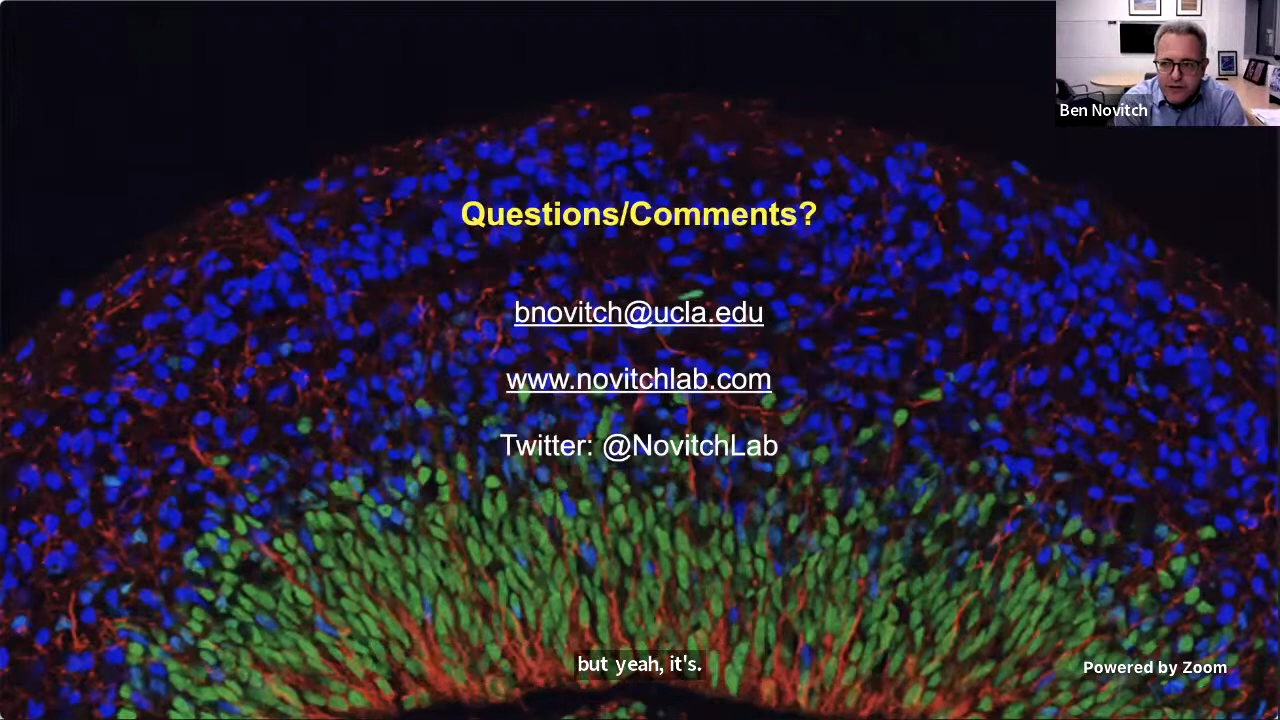 Ben Novitch
Questions/Comments?
bnovitch@ucla.edu
www.novitchlab.com
Twitter: @NovitchLab
but yeah, it's.
Powered by Zoom